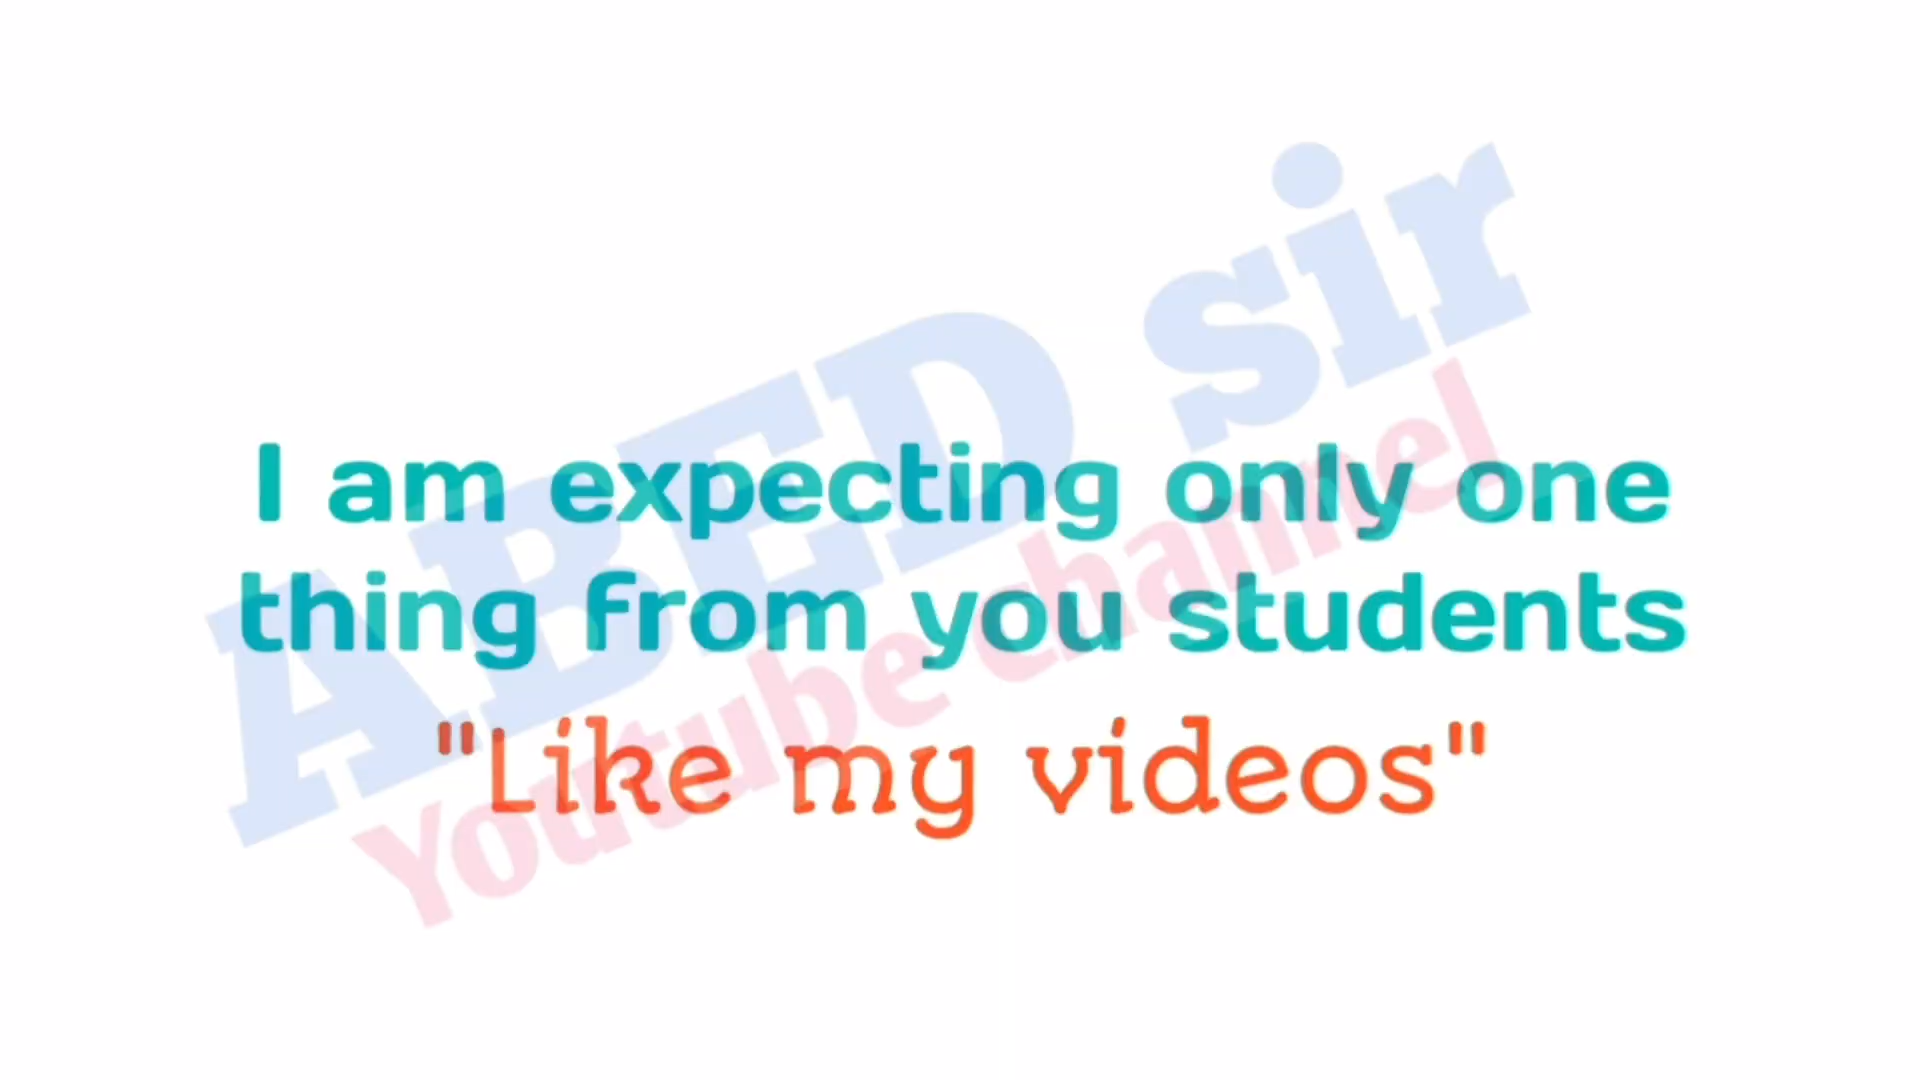 I am expecting only one
thing from you students
"Like my videos"
ABED sir
Youtube channel